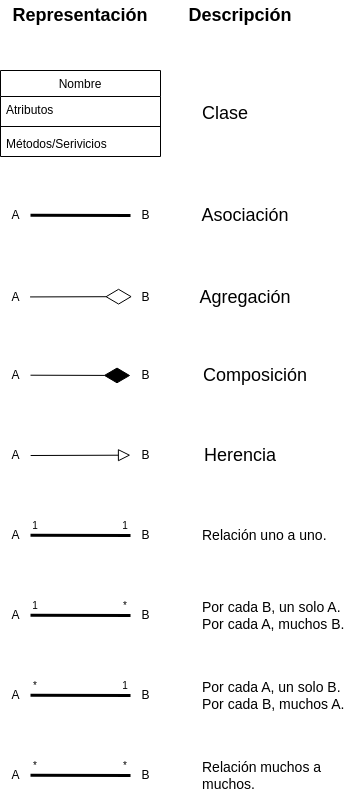 Representación Descripción
Nombre
Atributos
Métodos/Serivicios
Clase
A B Asociación
A B Agregación
A B Composición
A B Herencia
1 1
A B Relación uno a uno.
1 *
A B
Por cada B, un solo A.
Por cada A, muchos B.
* 1
A B
Por cada A, un solo B.
Por cada B, muchos A.
* *
A B
Relación muchos a
muchos.